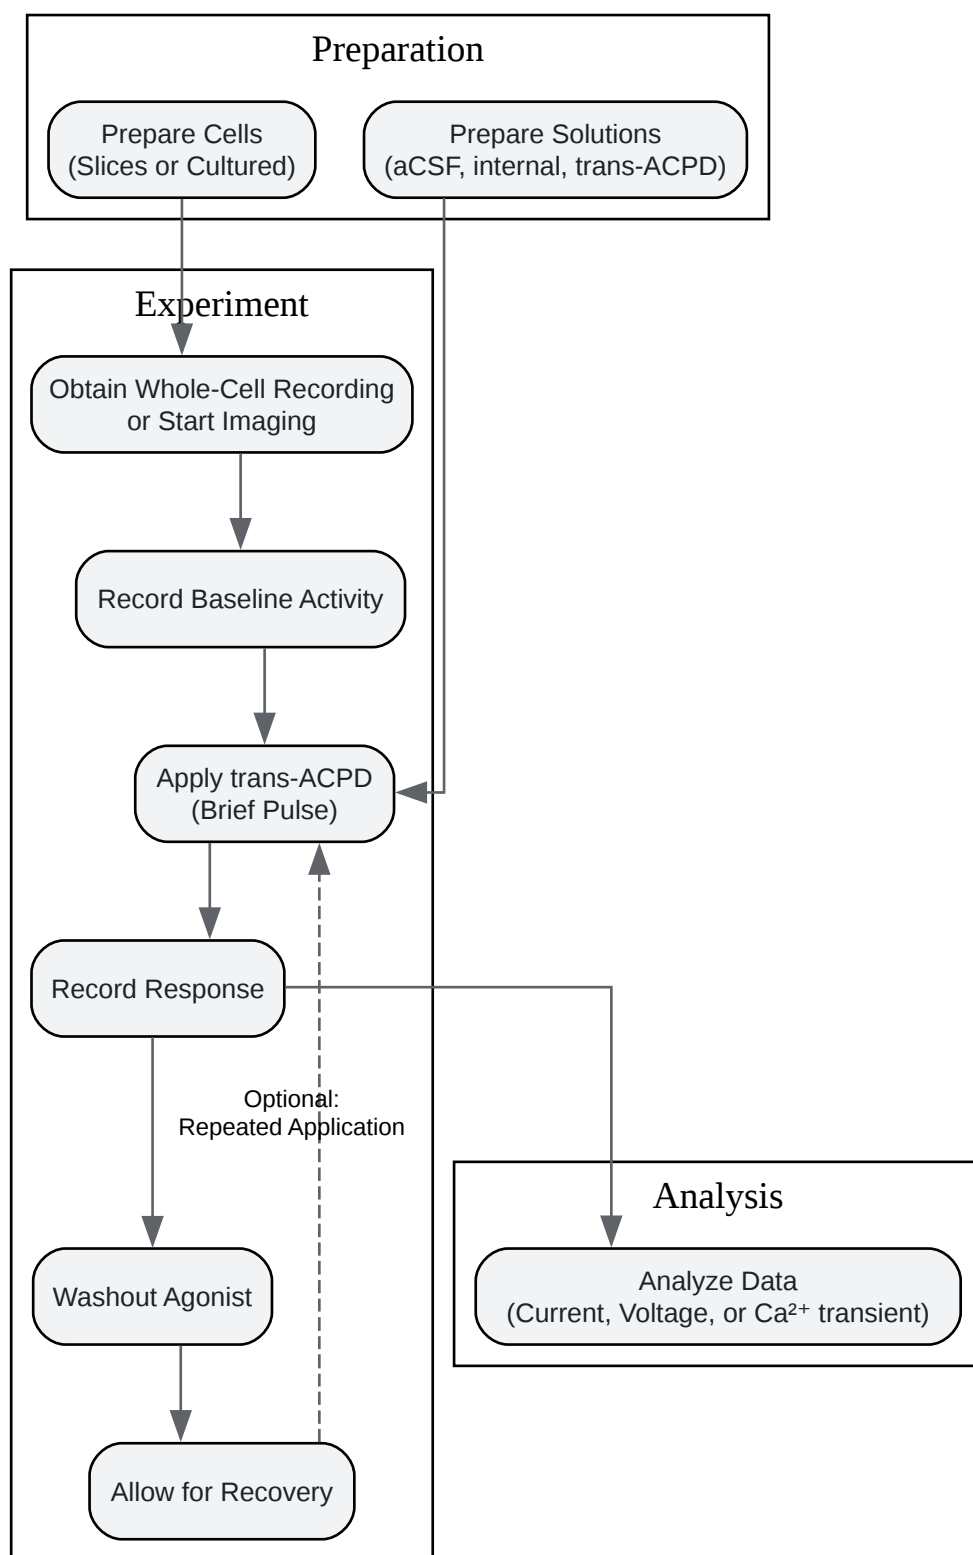 Preparation
Prepare Cells
(Slices or Cultured)
Prepare Solutions
(aCSF, internal, trans-ACPD)
Experiment
Obtain Whole-Cell Recording
or Start Imaging
Record Baseline Activity
Apply trans-ACPD
(Brief Pulse)
Record Response
Optional:
Repeated Application
Analysis
Analyze Data
(Current, Voltage, or Ca²⁺ transient)
Washout Agonist
Allow for Recovery